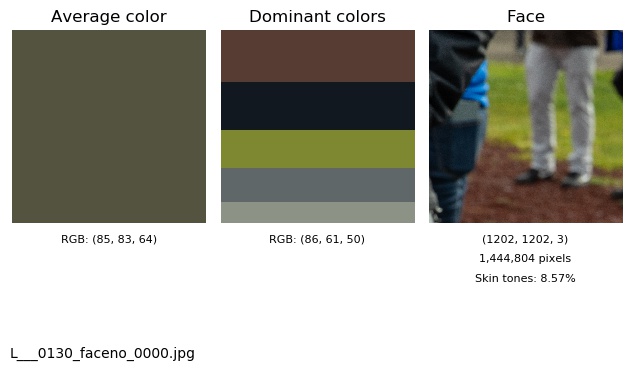 Average color
Dominant colors
Face
RGB: (85, 83, 64)
RGB: (86, 61, 50)
(1202, 1202, 3)
1,444,804 pixels
Skin tones: 8.57%
L___0130_faceno_0000.jpg